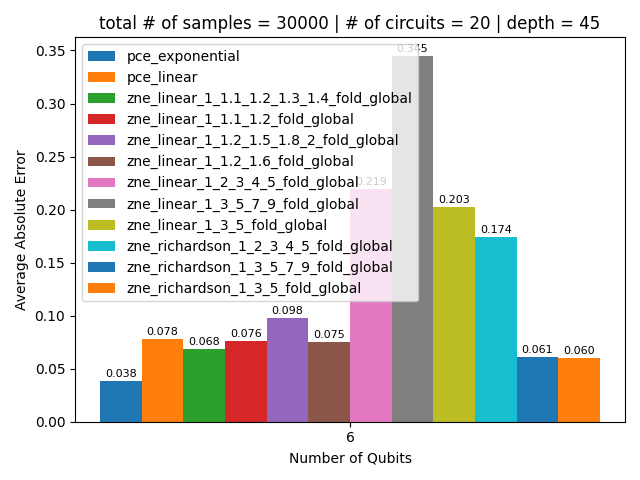 total # of samples = 30000 | # of circuits = 20 | depth = 45
Average Absolute Error
0.35
0.30
0.25
0.20
0.15
0.10
0.05
0.00
pce_exponential
pce_linear
zne_linear_1_1.1_1.2_1.3_1.4_fold_global
zne_linear_1_1.1_1.2_fold_global
zne_linear_1_1.2_1.5_1.8_2_fold_global
zne_linear_1_1.2_1.6_fold_global
zne_linear_1_2_3_4_5_fold_global
zne_linear_1_3_5_7_9_fold_global
zne_linear_1_3_5_fold_global
zne_richardson_1_2_3_4_5_fold_global
zne_richardson_1_3_5_7_9_fold_global
zne_richardson_1_3_5_fold_global
0.038
0.078
0.068
0.076
0.098
0.075
0.219
0.345
0.203
0.174
0.061
0.060
6
Number of Qubits